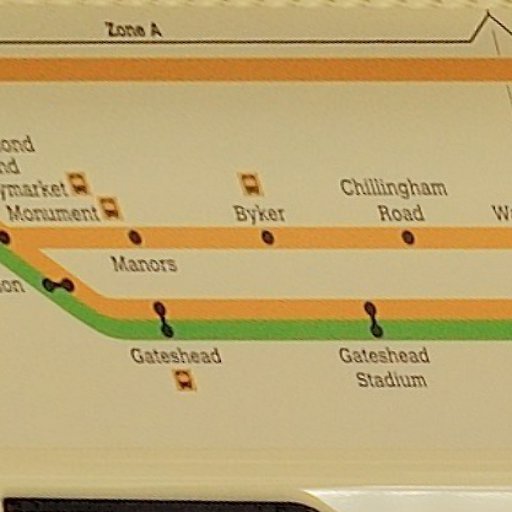 Zone A
Monument
Byker
Chillingham
Road
Manors
Gateshead
Gateshead
Stadium